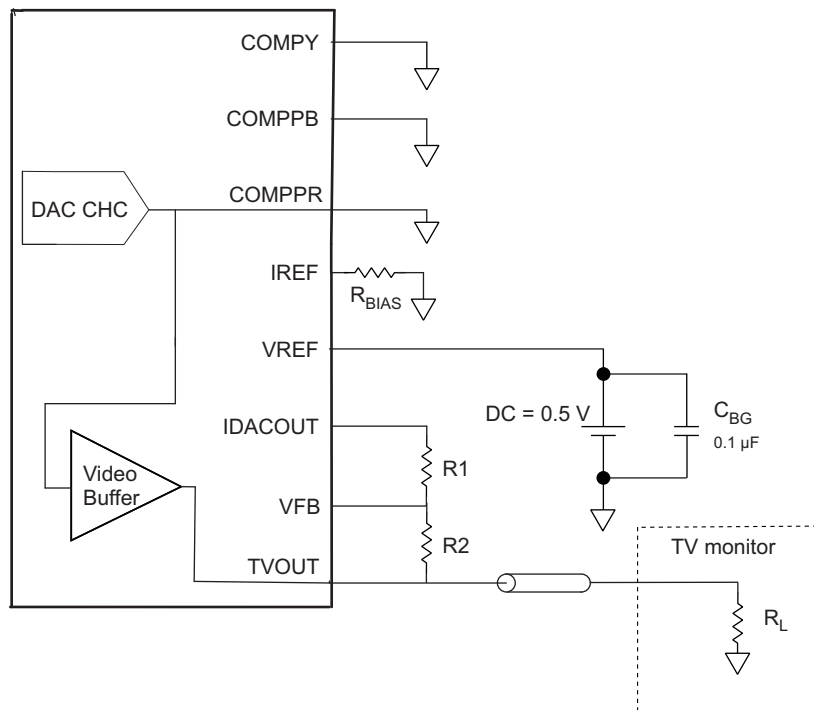 COMPY
COMPPB
COMPPR
DAC CHC
IREF
RBIAS
VREF
DC = 0.5 V
CBG
0.1 µF
IDACOUT
R1
Video
Buffer
VFB
R2
TVOUT
TV monitor
RL